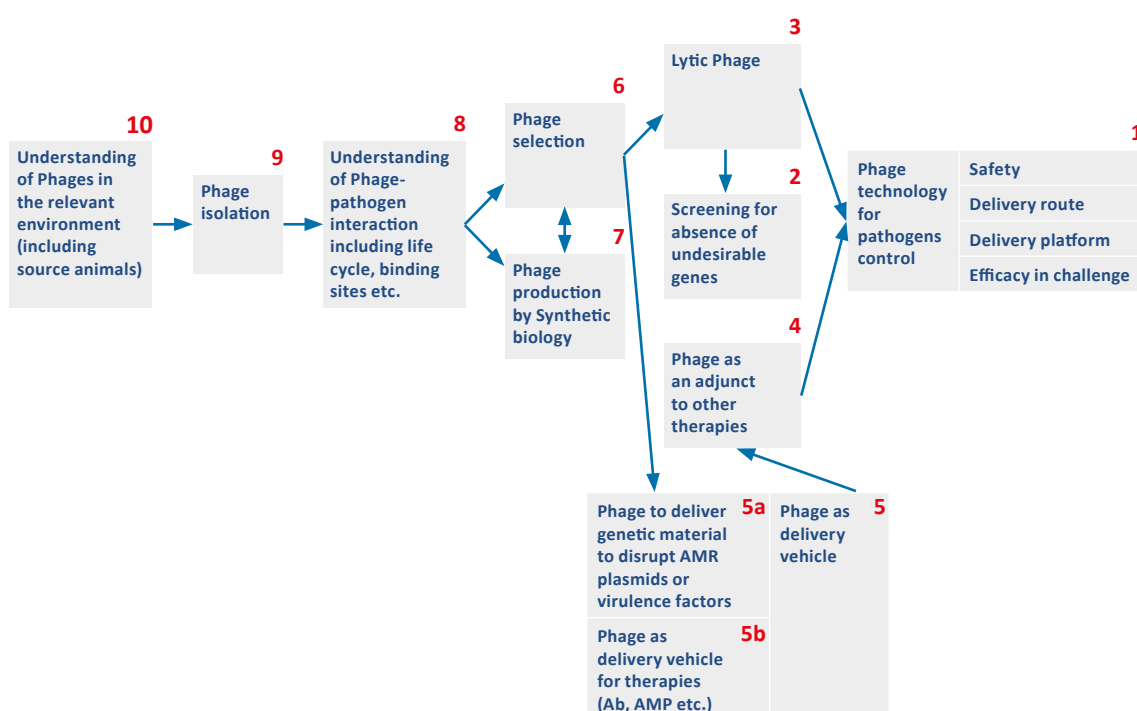 10
Understanding
of Phages in
the relevant
environment
(including
source animals)
9
Phage
isolation
8
Understanding
of Phage-
pathogen
interaction
including life
cycle, binding
sites etc.
6
Phage
selection
7
Phage
production
by Synthetic
biology
3
Lytic Phage
2
Screening for
absence of
undesirable
genes
4
Phage as
an adjunct
to other
therapies
5a
Phage to deliver
genetic material
to disrupt AMR
plasmids or
virulence factors
5b
Phage as
delivery vehicle
for therapies
(Ab, AMP etc.)
5
Phage as
delivery
vehicle
1
Phage
technology
for
pathogens
control
Safety
Delivery route
Delivery platform
Efficacy in challenge